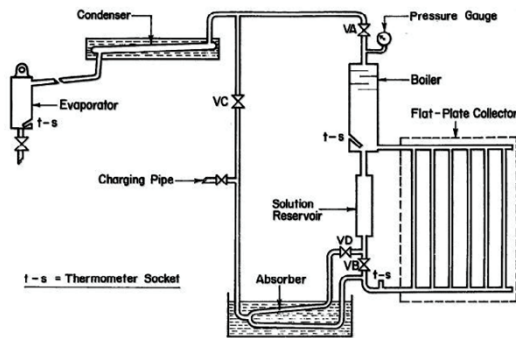 Condenser
VA
Pressure Gauge
Boiler
Evaporator
t-s
VC
Flat-Plate Collector
t-s
Charging Pipe
Solution
Reservoir
VD
VB
t-s
Absorber
t-s = Thermometer Socket